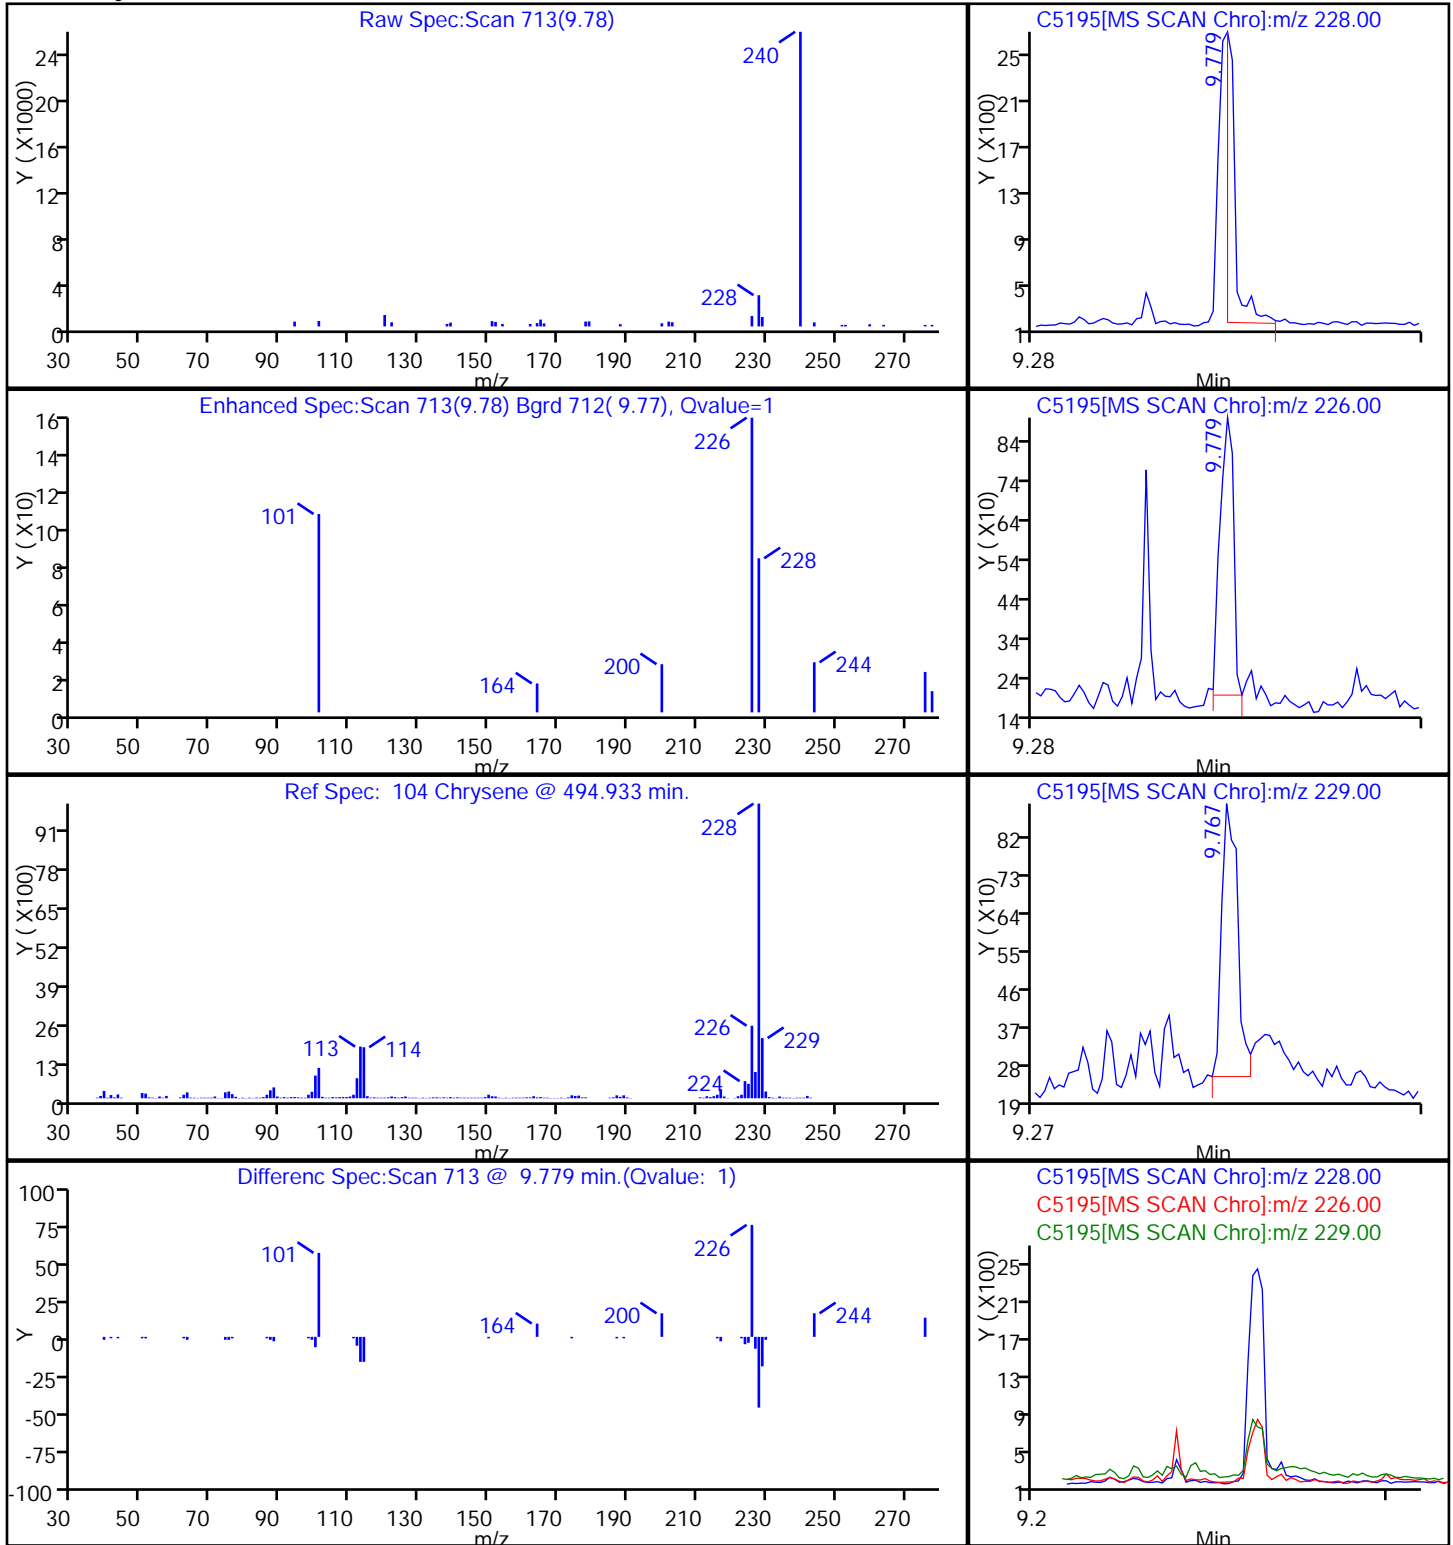 Raw Spec:Scan 713(9.78)
Y ( X1000)
24
20
16
12
8
4
0
240
228
30 50 70 90 110 130 150 170 190 210 230 250 270
m/z
C5195[MS SCAN Chro]:m/z 228.00
Y ( X100)
25
21
17
13
9
5
1
9.779
9.28
Min
Enhanced Spec:Scan 713(9.78) Bgrd 712( 9.77), Qvalue=1
Y ( X10)
16
14
12
10
8
6
4
2
0
226
101
228
200
244
164
30 50 70 90 110 130 150 170 190 210 230 250 270
m/z
C5195[MS SCAN Chro]:m/z 226.00
Y ( X10)
84
74
64
54
44
34
24
14
9.779
9.28
Min
Ref Spec: 104 Chrysene @ 494.933 min.
Y ( X100)
91
78
65
52
39
26
13
0
228
226
229
113
114
224
30 50 70 90 110 130 150 170 190 210 230 250 270
m/z
C5195[MS SCAN Chro]:m/z 229.00
Y ( X10)
82
73
64
55
46
37
28
19
9.767
9.27
Min
Differenc Spec:Scan 713 @ 9.779 min.(Qvalue: 1)
Y
100
75
50
25
0
-25
-50
-75
-100
101
226
164
200
244
30 50 70 90 110 130 150 170 190 210 230 250 270
m/z
C5195[MS SCAN Chro]:m/z 228.00
C5195[MS SCAN Chro]:m/z 226.00
C5195[MS SCAN Chro]:m/z 229.00
Y ( X100)
25
21
17
13
9
5
1
9.2
Min